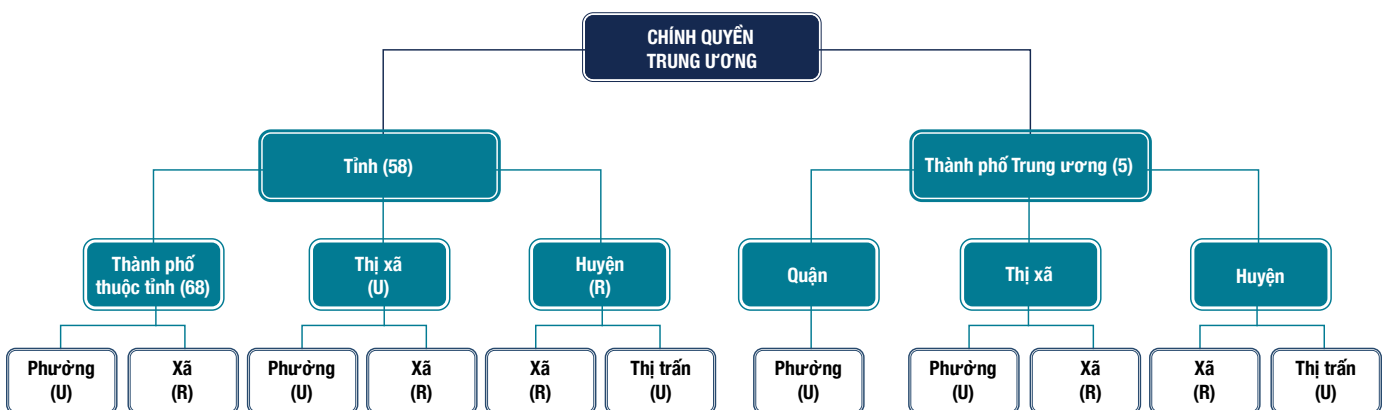 CHÍNH QUYỀN
TRUNG ƯƠNG
Tỉnh (58)
Thành phố Trung ương (5)
Thành phố
thuộc tỉnh (68)
Thị xã
(U)
Huyện
(R)
Quận
Thị xã
Huyện
Phường
(U)
Xã
(R)
Phường
(U)
Xã
(R)
Xã
(R)
Thị trấn
(U)
Phường
(U)
Phường
(U)
Xã
(R)
Xã
(R)
Thị trấn
(U)